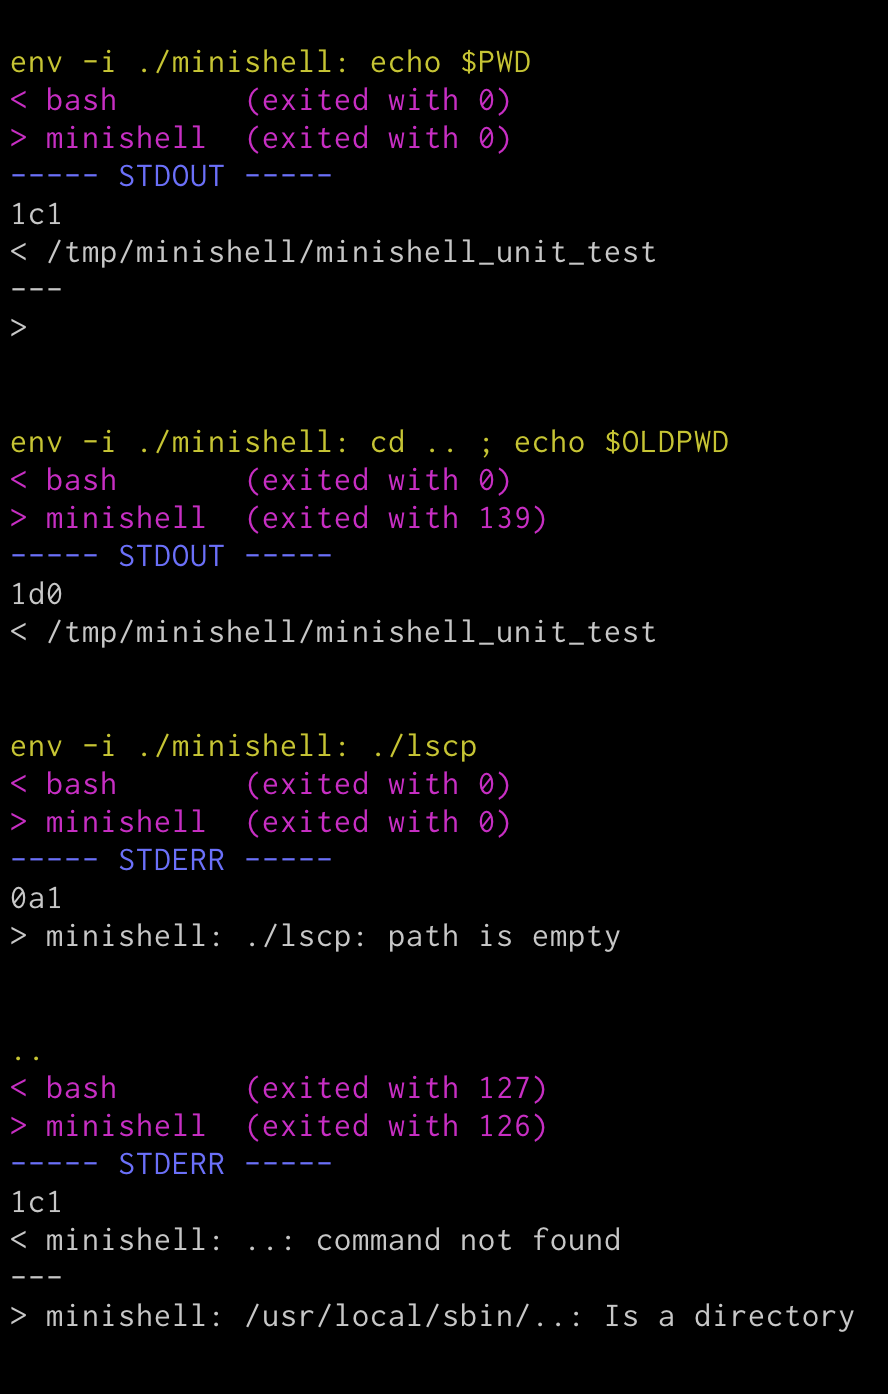 env -i ./minishell: echo $PWD
< bash       (exited with 0)
> minishell  (exited with 0)
----- STDOUT -----
1c1
< /tmp/minishell/minishell_unit_test
---
>
env -i ./minishell: cd .. ; echo $OLDPWD
< bash       (exited with 0)
> minishell  (exited with 139)
----- STDOUT -----
1d0
< /tmp/minishell/minishell_unit_test
env -i ./minishell: ./lscp
< bash       (exited with 0)
> minishell  (exited with 0)
----- STDERR -----
0a1
> minishell: ./lscp: path is empty
..
< bash       (exited with 127)
> minishell  (exited with 126)
----- STDERR -----
1c1
< minishell: ..: command not found
---
> minishell: /usr/local/sbin/..: Is a directory